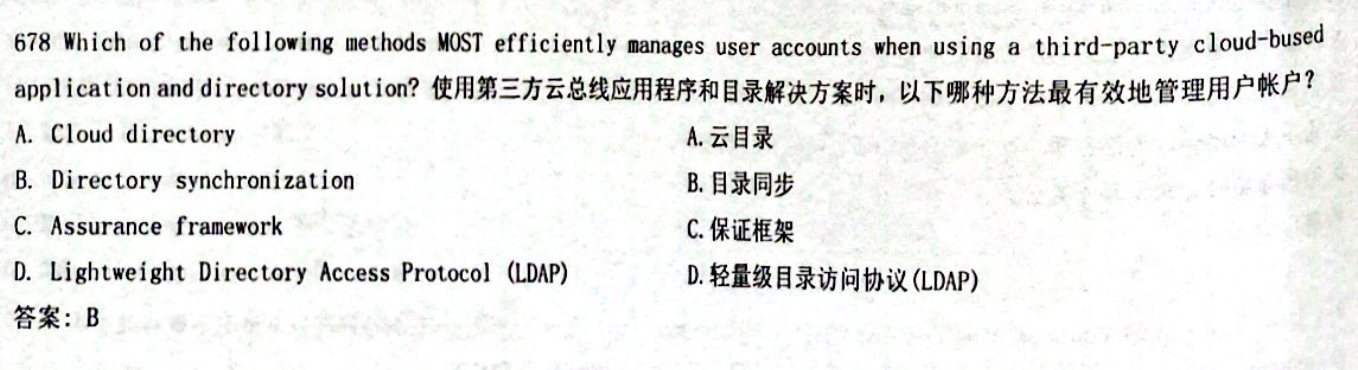 678 Which of the following methods MOST efficiently manages user accounts when using a third-party cloud-bused
application and directory solution? 使用第三方云总线应用程序和目录解决方案时，以下哪种方法最有效地管理用户帐户？
A. Cloud directory A.云目录
B. Directory synchronization B.目录同步
C. Assurance framework C.保证框架
D. Lightweight Directory Access Protocol (LDAP) D.轻量级目录访问协议(LDAP)
答案：B